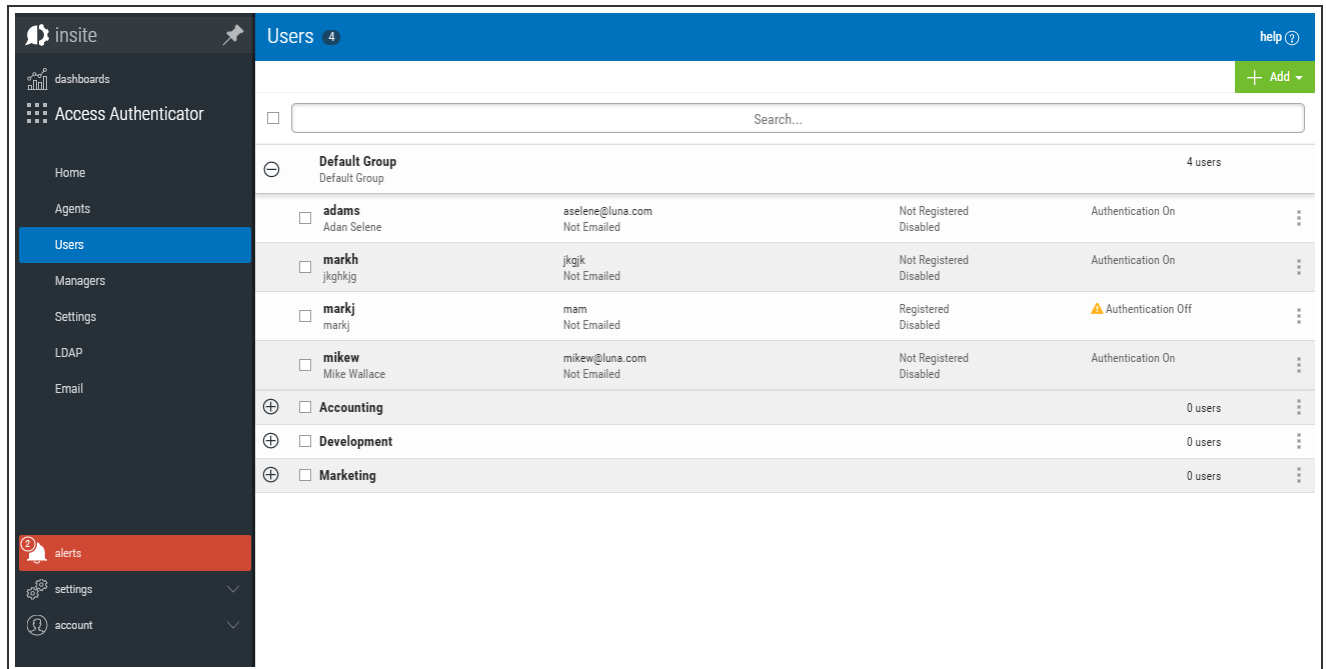 insite
dashboards
Access Authenticator
Home
Agents
Users
Managers
Settings
LDAP
Email
2
alerts
settings
account
Users 4
help ?
Add
Search...
Default Group 4 users
Default Group
adams aselene@luna.com Not Registered Authentication On
Adan Selene Not Emailed Disabled
markh jkgjk Not Registered Authentication On
jkghkjg Not Emailed Disabled
markj mam Registered Authentication Off
markj Not Emailed Disabled
mikew mikew@luna.com Not Registered Authentication On
Mike Wallace Not Emailed Disabled
Accounting 0 users
Development 0 users
Marketing 0 users